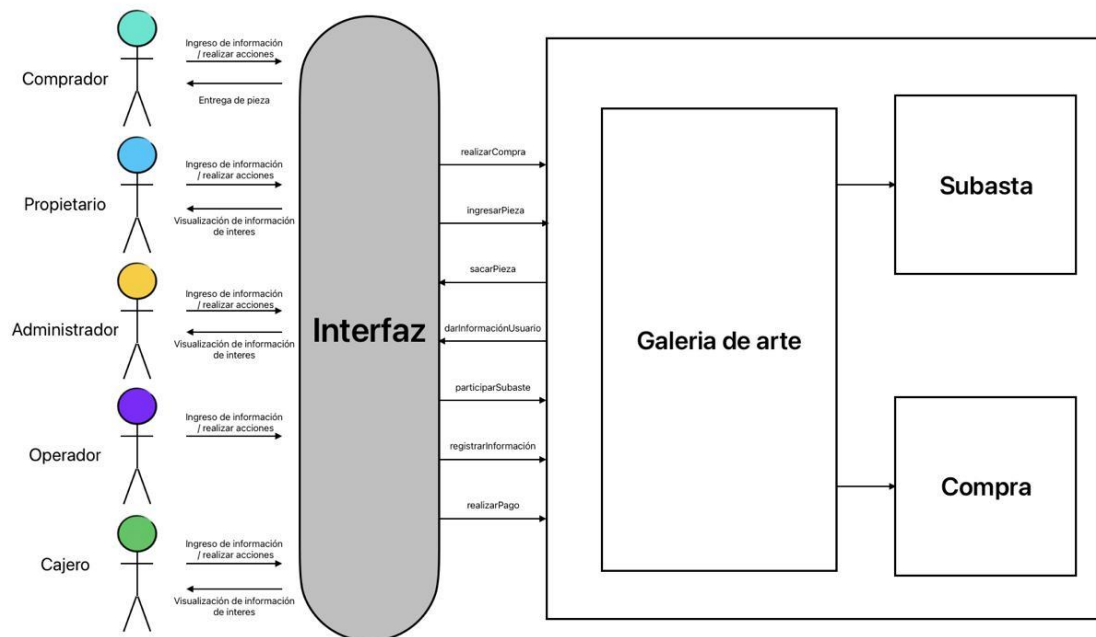 Comprador
Ingreso de información
/ realizar acciones
Entrega de pieza
Propietario
Ingreso de información
/ realizar acciones
Visualización de información
de interes
Administrador
Ingreso de información
/ realizar acciones
Visualización de información
de interes
Operador
Ingreso de información
/ realizar acciones
Cajero
Ingreso de información
/ realizar acciones
Visualización de información
de interes
Interfaz
realizarCompra
ingresarPieza
sacarPieza
darInformaciónUsuario
participarSubaste
registrarInformación
realizarPago
Galeria de arte
Subasta
Compra